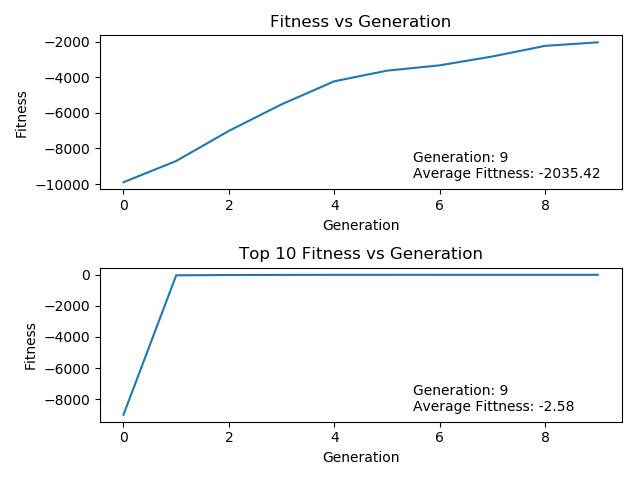 Fitness vs Generation
−2000
−4000
−6000
−8000
−10000
Fitness
Generation: 9
Average Fittness: -2035.42
0 2 4 6 8
Generation
Top 10 Fitness vs Generation
0
−2000
−4000
−6000
−8000
Fitness
Generation: 9
Average Fittness: -2.58
0 2 4 6 8
Generation